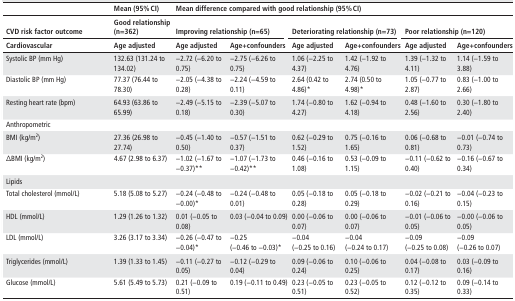 Mean (95% CI) Mean difference compared with good relationship (95%CI)
CVD risk factor outcome Good relationship (n=362) Improving relationship (n=65) Deteriorating relationship (n=73) Poor relationship (n=120)
Cardiovascular Age adjusted Age adjusted Age+confounders Age adjusted Age+confounders Age adjusted Age+confounders
Systolic BP (mm Hg) 132.63 (131.24 to 134.02) −2.72 (−6.20 to 0.75) −2.75 (−6.26 to 0.75) 1.06 (−2.25 to 4.37) 1.42 (−1.92 to 4.76) 1.39 (−1.32 to 4.11) 1.14 (−1.59 to 3.88)
Diastolic BP (mm Hg) 77.37 (76.44 to 78.30) −2.05 (−4.38 to 0.28) −2.24 (−4.59 to 0.11) 2.64 (0.42 to 4.86)* 2.74 (0.50 to 4.98)* 1.05 (−0.77 to 2.87) 0.83 (−1.00 to 2.66)
Resting heart rate (bpm) 64.93 (63.86 to 65.99) −2.49 (−5.15 to 0.18) −2.39 (−5.07 to 0.30) 1.74 (−0.80 to 4.27) 1.62 (−0.94 to 4.18) 0.48 (−1.60 to 2.56) 0.30 (−1.80 to 2.40)
Anthropometric
BMI (kg/m²) 27.36 (26.98 to 27.74) −0.45 (−1.40 to 0.50) −0.57 (−1.51 to 0.37) 0.62 (−0.29 to 1.52) 0.75 (−0.16 to 1.65) 0.06 (−0.68 to 0.81) −0.01 (−0.74 to 0.73)
ΔBMI (kg/m²) 4.67 (2.98 to 6.37) −1.02 (−1.67 to −0.37)** −1.07 (−1.73 to −0.42)** 0.46 (−0.16 to 1.08) 0.53 (−0.09 to 1.15) −0.11 (−0.62 to 0.40) −0.16 (−0.67 to 0.34)
Lipids
Total cholesterol (mmol/L) 5.18 (5.08 to 5.27) −0.24 (−0.48 to −0.00)* −0.24 (−0.48 to 0.01) 0.05 (−0.18 to 0.28) 0.05 (−0.18 to 0.29) −0.02 (−0.21 to 0.16) −0.04 (−0.23 to 0.15)
HDL (mmol/L) 1.29 (1.26 to 1.32) 0.01 (−0.05 to 0.08) 0.03 (−0.04 to 0.09) 0.00 (−0.06 to 0.07) 0.00 (−0.06 to 0.07) −0.01 (−0.06 to 0.05) −0.00 (−0.06 to 0.05)
LDL (mmol/L) 3.26 (3.17 to 3.34) −0.26 (−0.47 to −0.04)* −0.25 (−0.46 to −0.03)* −0.04 (−0.25 to 0.16) −0.04 (−0.24 to 0.17) −0.09 (−0.25 to 0.08) −0.09 (−0.26 to 0.07)
Triglycerides (mmol/L) 1.39 (1.33 to 1.45) −0.11 (−0.27 to 0.05) −0.12 (−0.29 to 0.04) 0.09 (−0.06 to 0.24) 0.10 (−0.06 to 0.25) 0.04 (−0.08 to 0.17) 0.03 (−0.09 to 0.16)
Glucose (mmol/L) 5.61 (5.49 to 5.73) 0.21 (−0.09 to 0.51) 0.19 (−0.11 to 0.49) 0.23 (−0.05 to 0.51) 0.23 (−0.05 to 0.52) 0.12 (−0.12 to 0.35) 0.09 (−0.14 to 0.33)